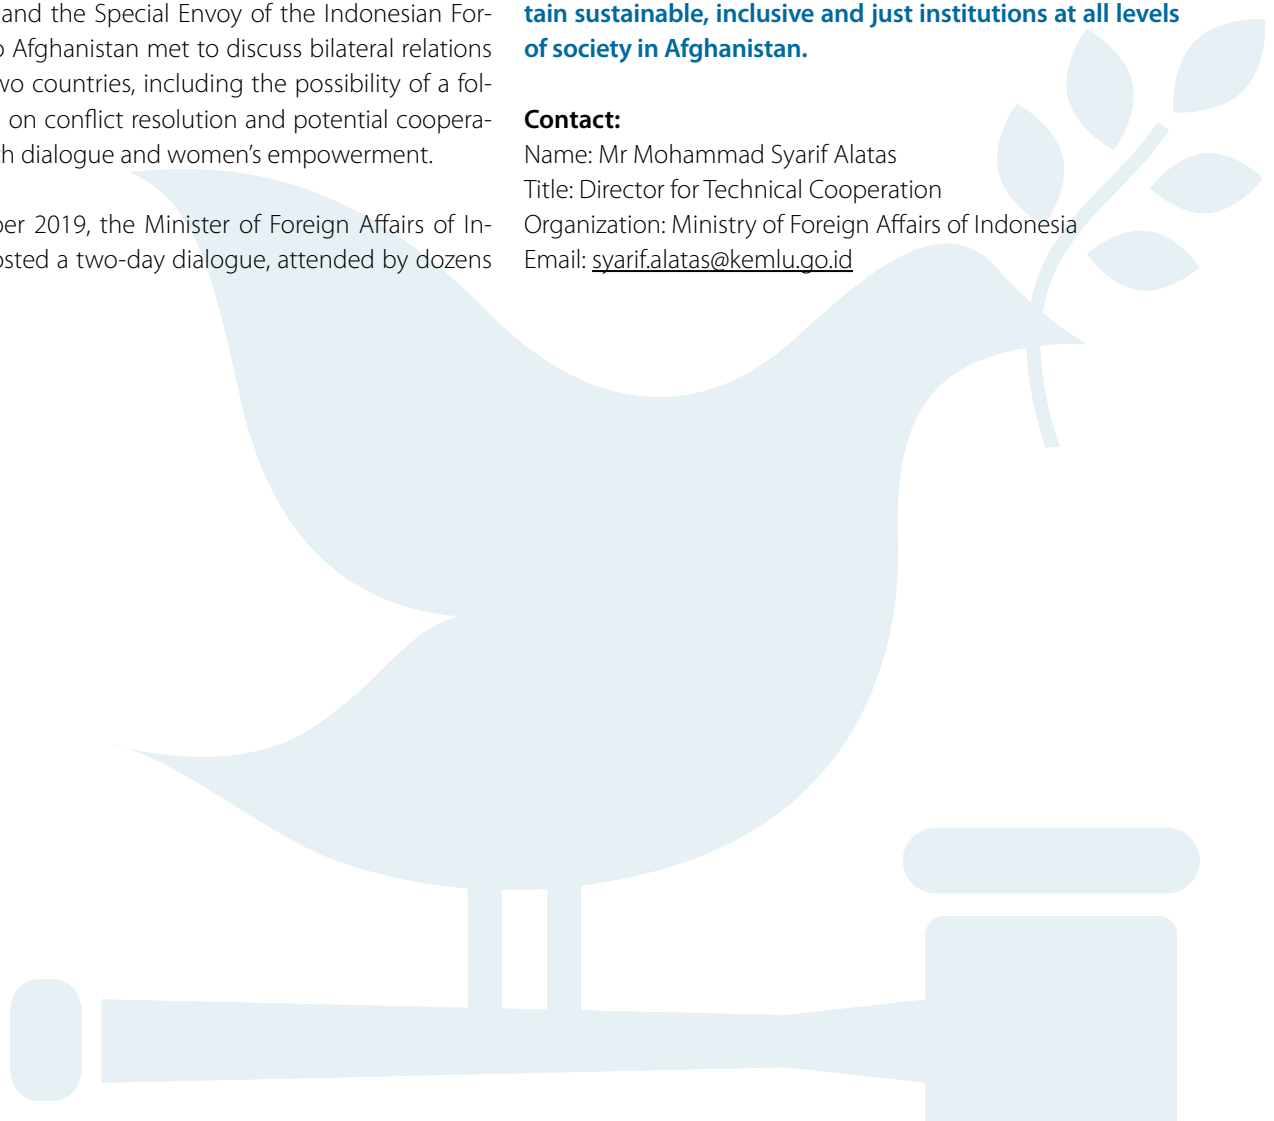 and the Special Envoy of the Indonesian For-
Afghanistan met to discuss bilateral relations
two countries, including the possibility of a fol-
on conflict resolution and potential coopera-
dialogue and women's empowerment.
2019, the Minister of Foreign Affairs of In-
a two-day dialogue, attended by dozens
tain sustainable, inclusive and just institutions at all levels
of society in Afghanistan.
Contact:
Name: Mr Mohammad Syarif Alatas
Title: Director for Technical Cooperation
Organization: Ministry of Foreign Affairs of Indonesia
Email: syarif.alatas@kemlu.go.id